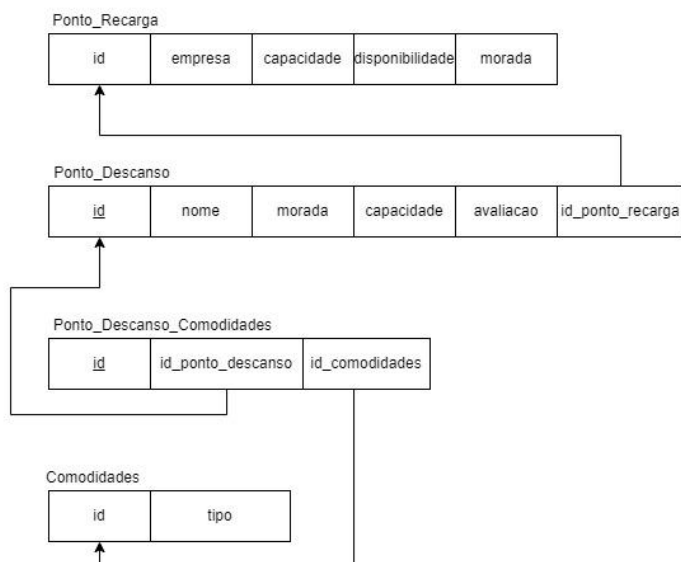 Ponto_Recarga
id empresa capacidade disponibilidade morada
Ponto_Descanso
id nome morada capacidade avaliacao id_ponto_recarga
Ponto_Descanso_Comodidades
id id_ponto_descanso id_comodidades
Comodidades
id tipo